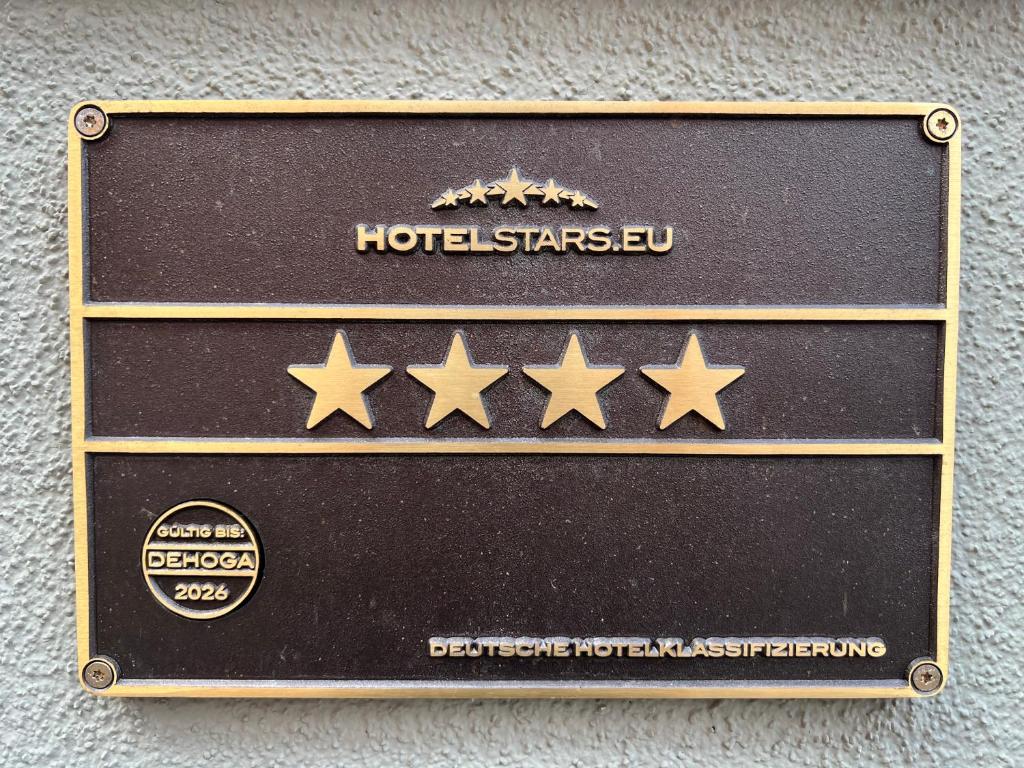 HOTELSTARS.EU
GÜLTIG BIS:
DEHOGA
2026
DEUTSCHE HOTELKLASSIFIZIERUNG